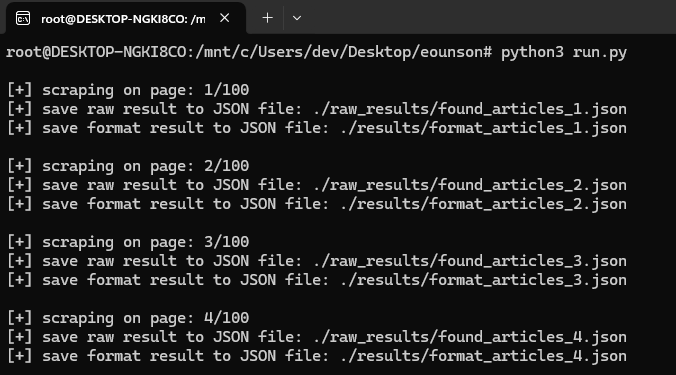 root@DESKTOP-NGKI8CO: /m
root@DESKTOP-NGKI8CO:/mnt/c/Users/dev/Desktop/eounson# python3 run.py
[+] scraping on page: 1/100
[+] save raw result to JSON file: ./raw_results/found_articles_1.json
[+] save format result to JSON file: ./results/format_articles_1.json
[+] scraping on page: 2/100
[+] save raw result to JSON file: ./raw_results/found_articles_2.json
[+] save format result to JSON file: ./results/format_articles_2.json
[+] scraping on page: 3/100
[+] save raw result to JSON file: ./raw_results/found_articles_3.json
[+] save format result to JSON file: ./results/format_articles_3.json
[+] scraping on page: 4/100
[+] save raw result to JSON file: ./raw_results/found_articles_4.json
[+] save format result to JSON file: ./results/format_articles_4.json